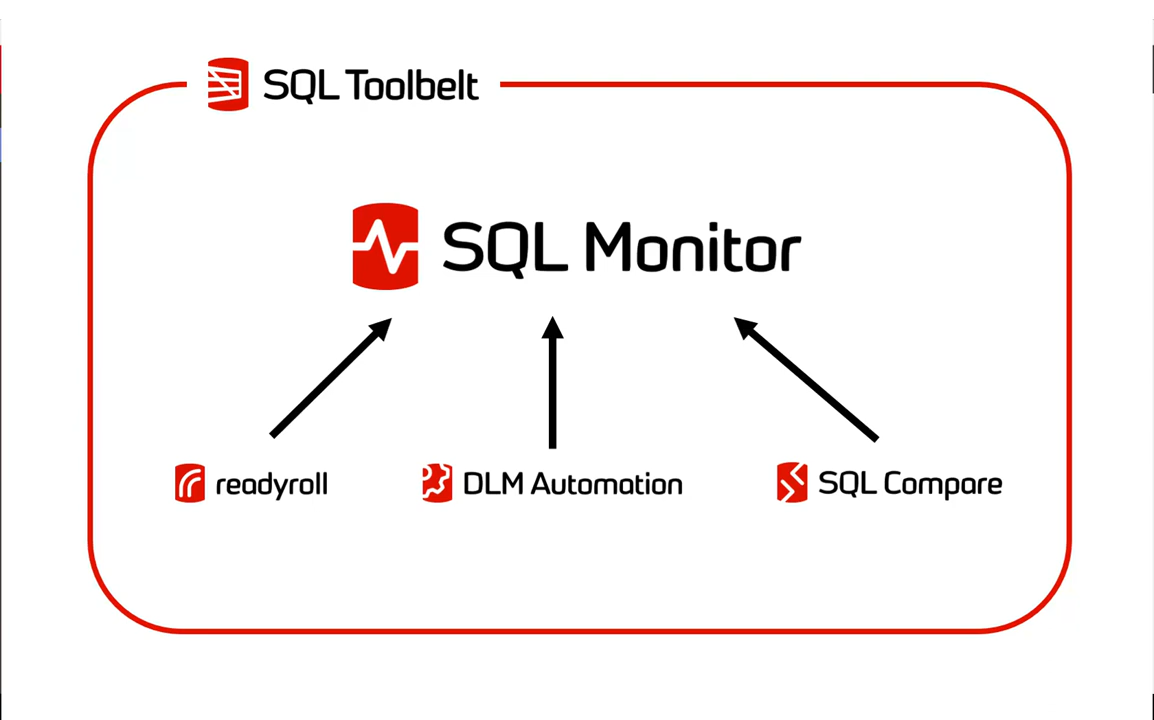 SQL Toolbelt
SQL Monitor
readyroll
DLM Automation
SQL Compare